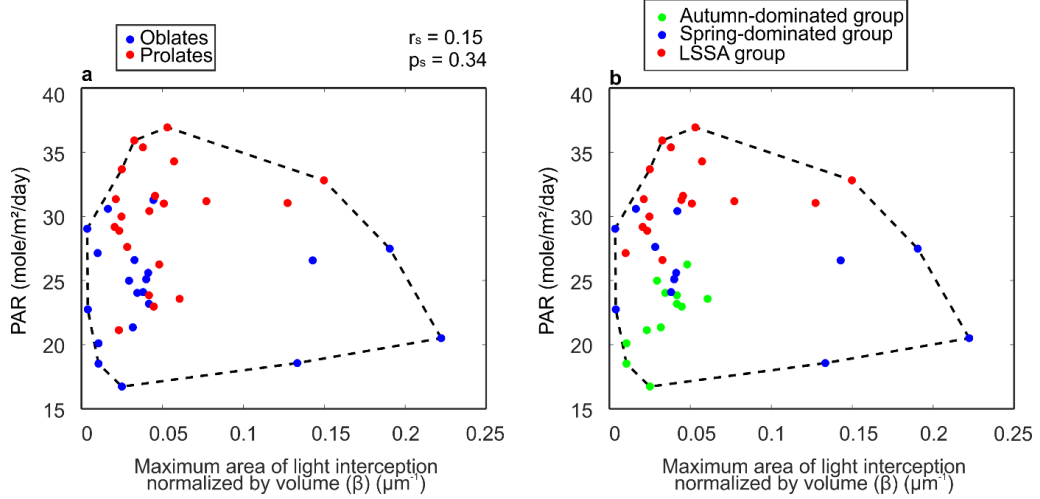 Oblates
Prolates
rₛ = 0.15
pₛ = 0.34
a
40
35
30
25
20
15
PAR (mole/m²/day)
0 0.05 0.1 0.15 0.2 0.25
Maximum area of light interception
normalized by volume (β) (µm⁻¹)
Autumn-dominated group
Spring-dominated group
LSSA group
b
40
35
30
25
20
15
PAR (mole/m²/day)
0 0.05 0.1 0.15 0.2 0.25
Maximum area of light interception
normalized by volume (β) (µm⁻¹)